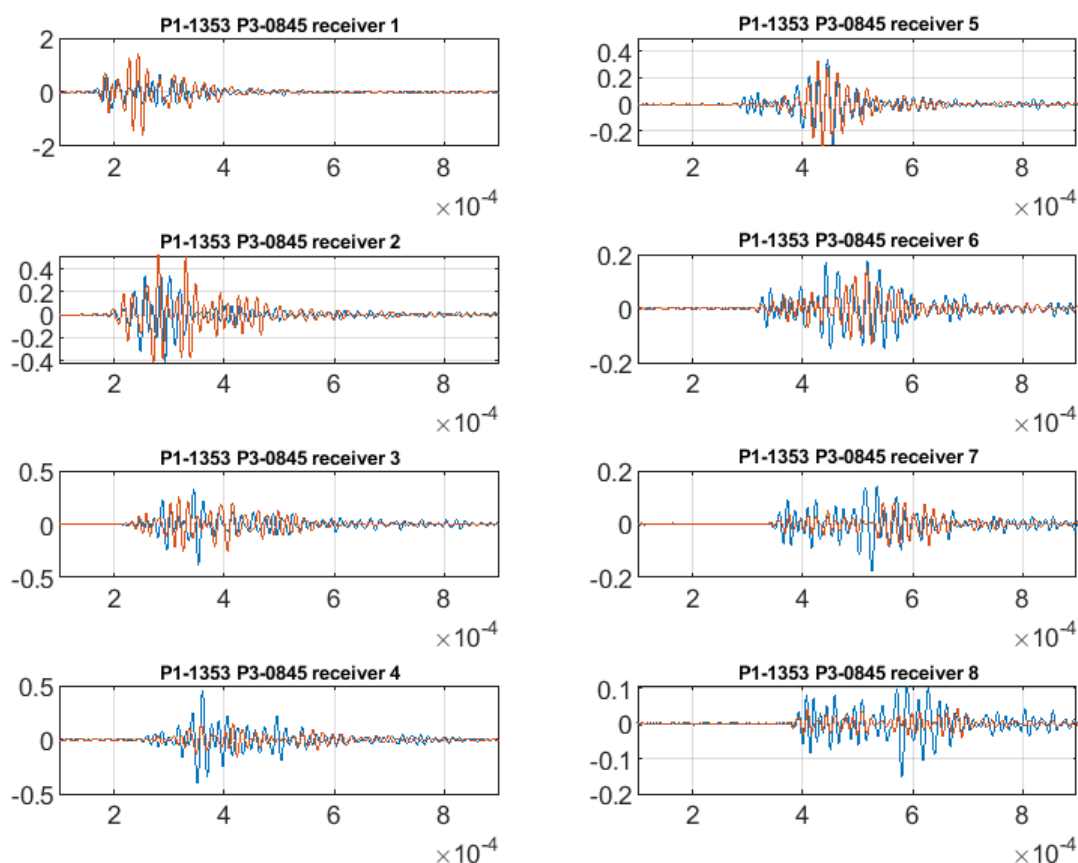 P1-1353 P3-0845 receiver 1
2
0
-2
2 4 6 8
×10-4
P1-1353 P3-0845 receiver 5
0.4
0.2
0
-0.2
2 4 6 8
×10-4
P1-1353 P3-0845 receiver 2
0.4
0.2
0
-0.2
-0.4
2 4 6 8
×10-4
P1-1353 P3-0845 receiver 6
0.2
0
-0.2
2 4 6 8
×10-4
P1-1353 P3-0845 receiver 3
0.5
0
-0.5
2 4 6 8
×10-4
P1-1353 P3-0845 receiver 7
0.2
0
-0.2
2 4 6 8
×10-4
P1-1353 P3-0845 receiver 4
0.5
0
-0.5
2 4 6 8
×10-4
P1-1353 P3-0845 receiver 8
0.1
0
-0.1
-0.2
2 4 6 8
×10-4